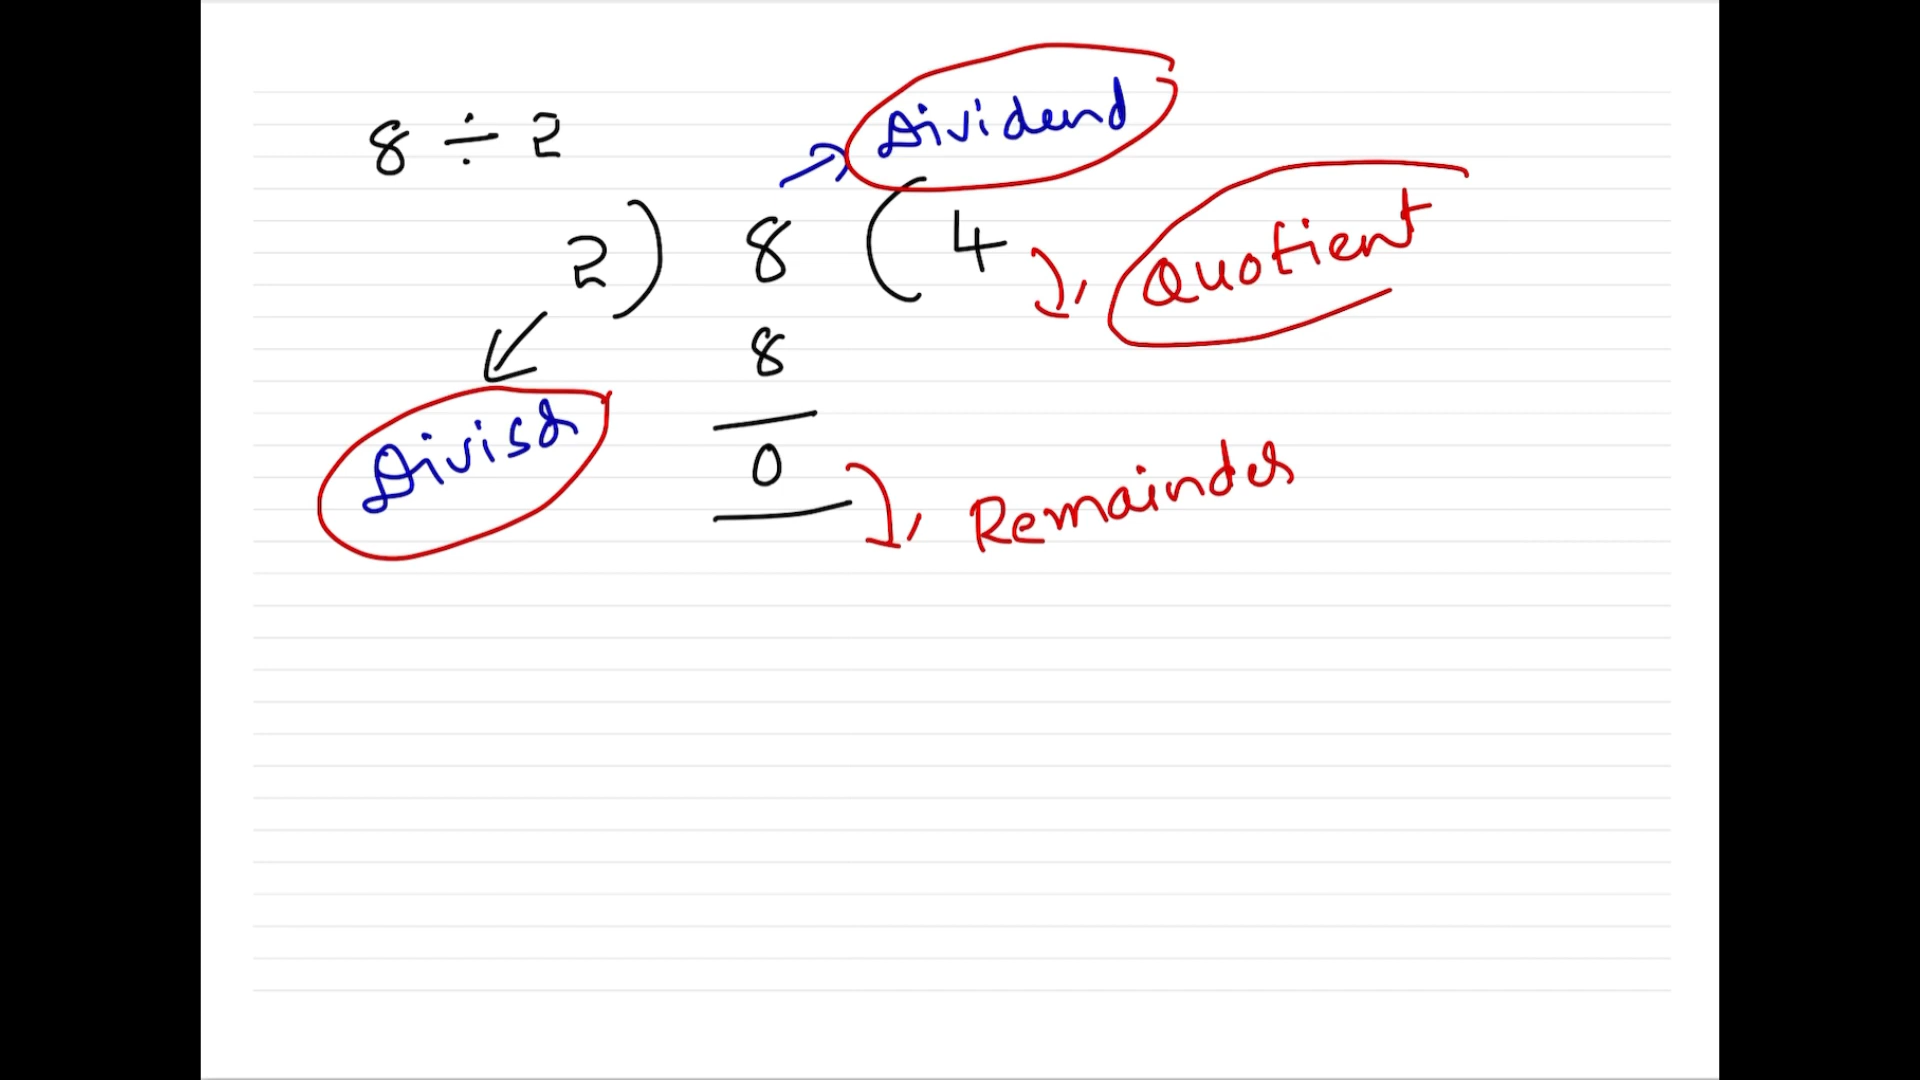 8 ÷ 2
Dividend
2 ) 8 ( 4
Quotient
8
Divisor
0
Remainder